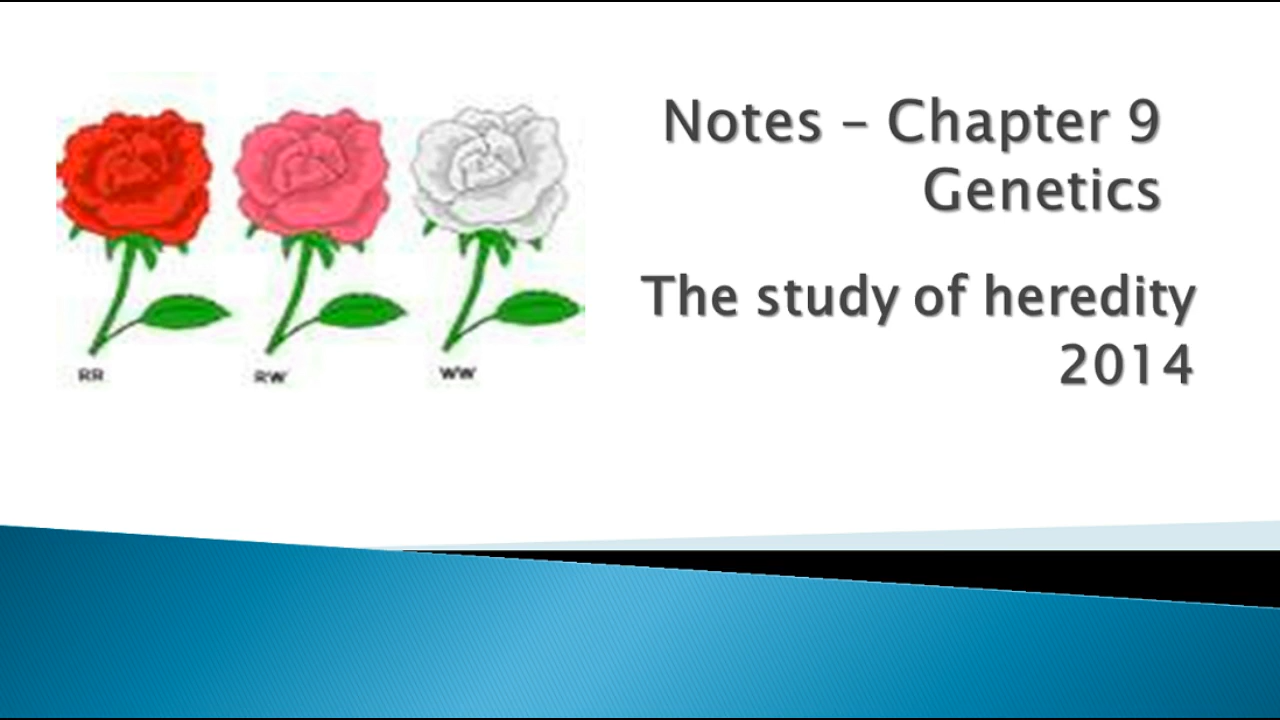 Notes – Chapter 9
Genetics
The study of heredity
2014
RR
RW
WW